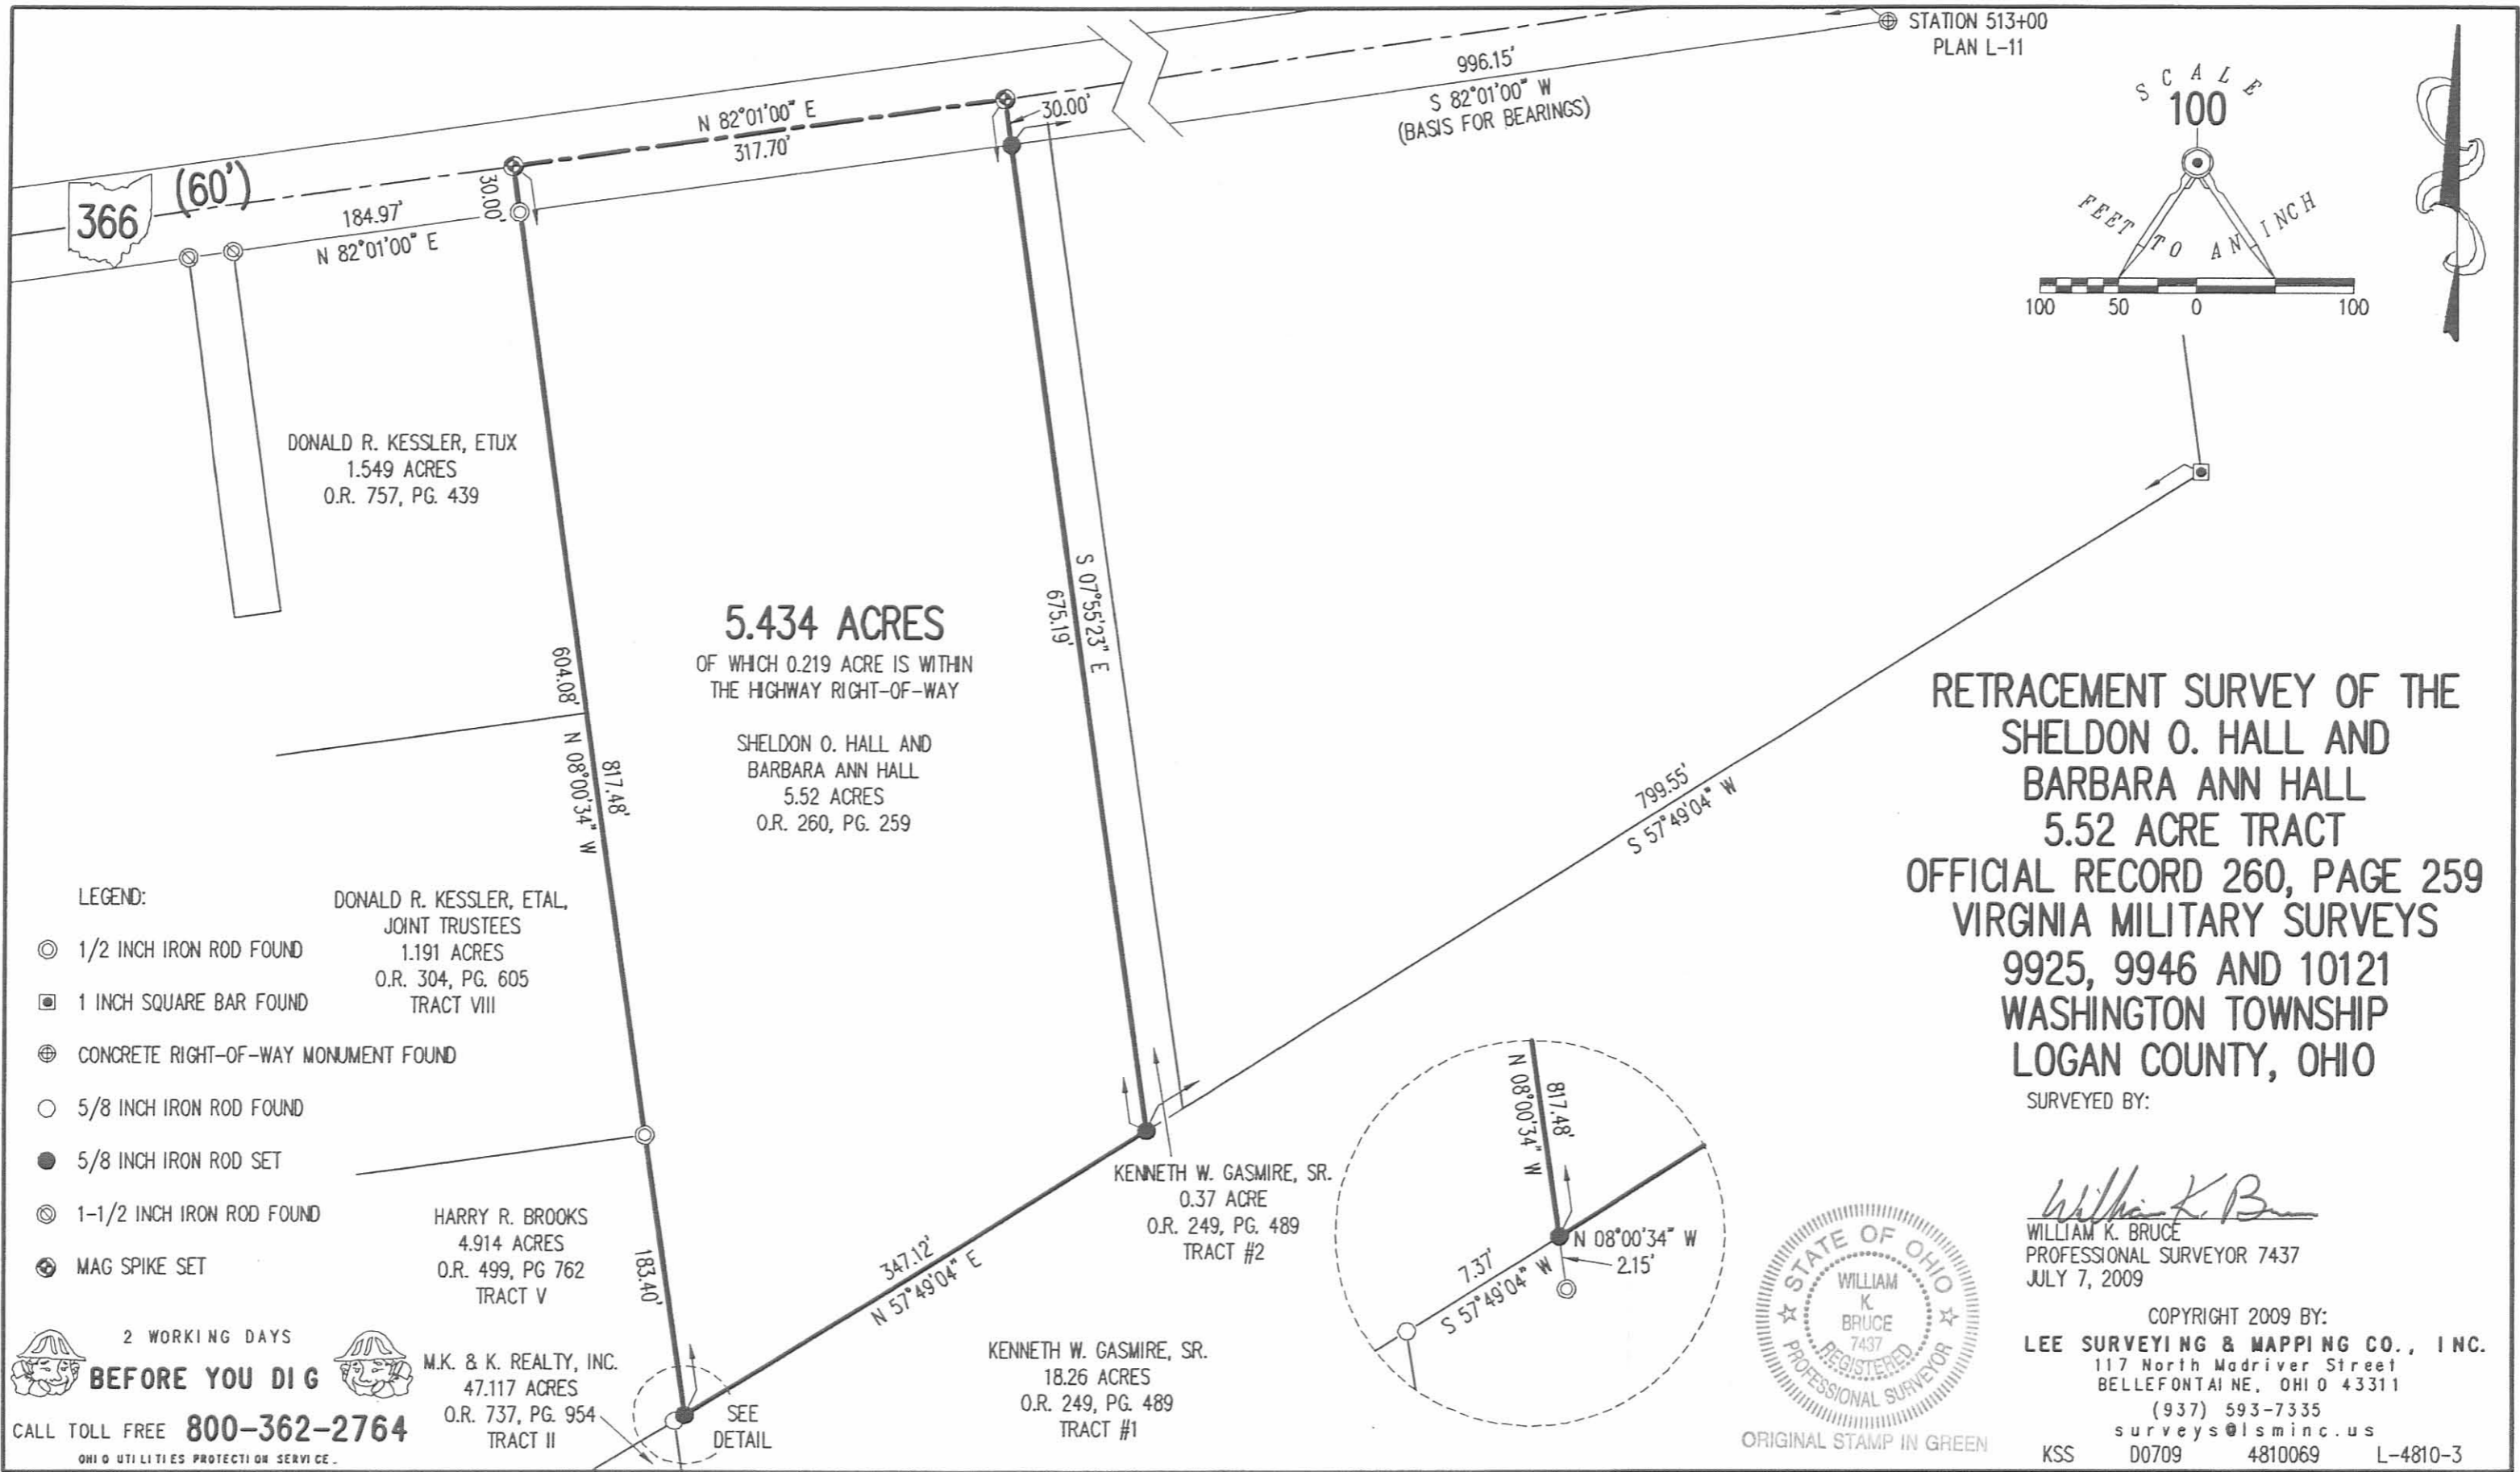 STATION 513+00
PLAN L-11
996.15'
S 82°01'00" W
(BASIS FOR BEARINGS)
N 82°01'00" E
317.70'
30.00'
366
(60')
184.97'
N 82°01'00" E
30.00'
SCALE
100
FEET TO AN INCH
100 50 0 100
DONALD R. KESSLER, ETUX
1.549 ACRES
O.R. 757, PG. 439
5.434 ACRES
OF WHICH 0.219 ACRE IS WITHIN
THE HIGHWAY RIGHT-OF-WAY
SHELDON O. HALL AND
BARBARA ANN HALL
5.52 ACRES
O.R. 260, PG. 259
604.08'
N 08°00'34" W
817.48'
S 07°55'23" E
675.19'
799.55'
S 57°49'04" W
RETRACEMENT SURVEY OF THE
SHELDON O. HALL AND
BARBARA ANN HALL
5.52 ACRE TRACT
OFFICIAL RECORD 260, PAGE 259
VIRGINIA MILITARY SURVEYS
9925, 9946 AND 10121
WASHINGTON TOWNSHIP
LOGAN COUNTY, OHIO
SURVEYED BY:
William K. Bruce
WILLIAM K. BRUCE
PROFESSIONAL SURVEYOR 7437
JULY 7, 2009
COPYRIGHT 2009 BY:
LEE SURVEYING & MAPPING CO., INC.
117 North Madriver Street
BELLEFONTAINE, OHIO 43311
(937) 593-7335
surveys@lsminc.us
KSS D0709 4810069 L-4810-3
LEGEND:
1/2 INCH IRON ROD FOUND
1 INCH SQUARE BAR FOUND
CONCRETE RIGHT-OF-WAY MONUMENT FOUND
5/8 INCH IRON ROD FOUND
5/8 INCH IRON ROD SET
1-1/2 INCH IRON ROD FOUND
MAG SPIKE SET
DONALD R. KESSLER, ETAL,
JOINT TRUSTEES
1.191 ACRES
O.R. 304, PG. 605
TRACT VIII
HARRY R. BROOKS
4.914 ACRES
O.R. 499, PG 762
TRACT V
183.40'
347.12'
N 57°49'04" E
KENNETH W. GASMIRE, SR.
0.37 ACRE
O.R. 249, PG. 489
TRACT #2
KENNETH W. GASMIRE, SR.
18.26 ACRES
O.R. 249, PG. 489
TRACT #1
M.K. & K. REALTY, INC.
47.117 ACRES
O.R. 737, PG. 954
TRACT II
SEE
DETAIL
N 08°00'34" W
817.48'
N 08°00'34" W
2.15'
7.37'
S 57°49'04" W
STATE OF OHIO
WILLIAM
K.
BRUCE
7437
REGISTERED
PROFESSIONAL SURVEYOR
ORIGINAL STAMP IN GREEN
2 WORKING DAYS
BEFORE YOU DIG
CALL TOLL FREE 800-362-2764
OHIO UTILITIES PROTECTION SERVICE.